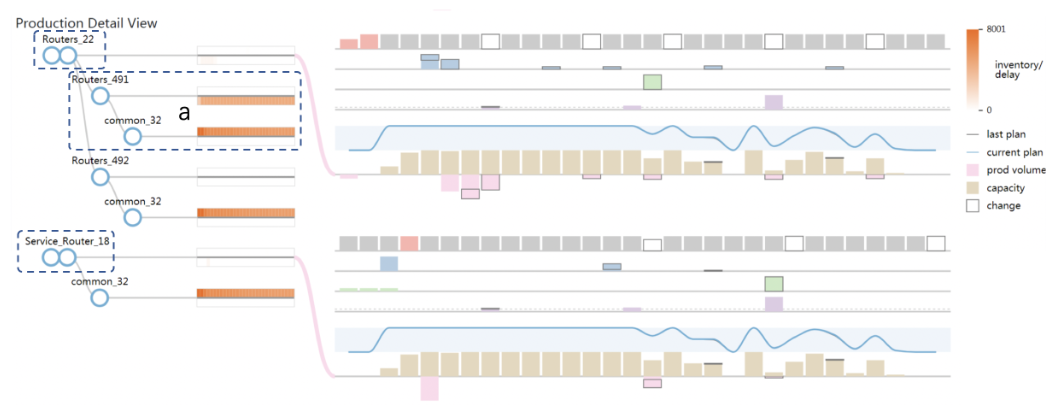 Production Detail View
Routers_22
Routers_491
a
common_32
Routers_492
common_32
Service_Router_18
common_32
8001
inventory/
delay
0
last plan
current plan
prod volume
capacity
change